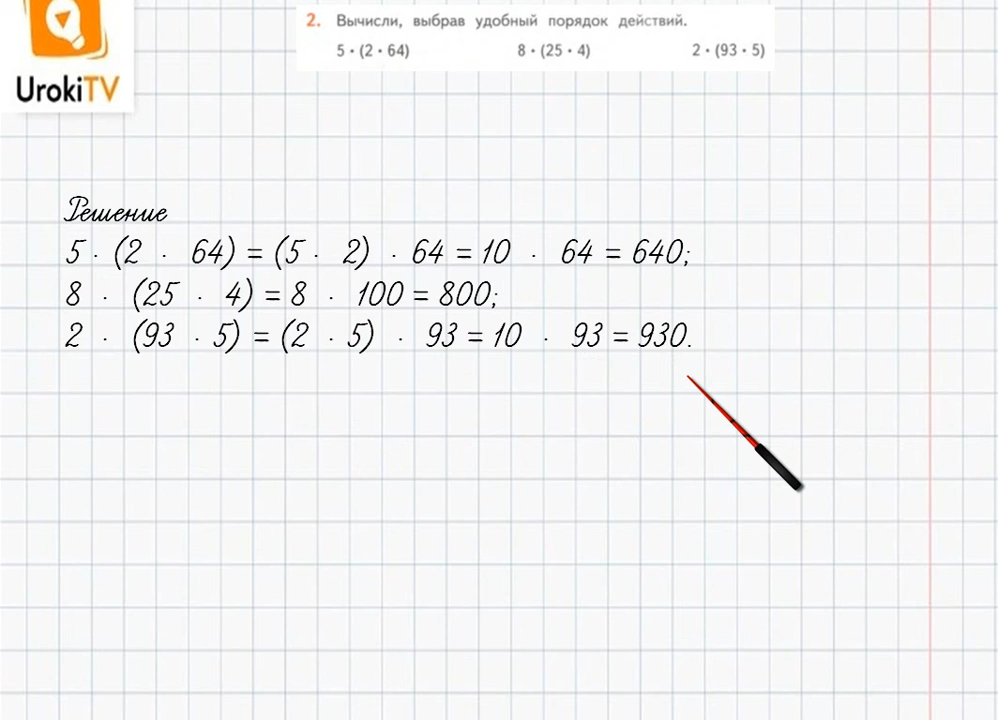 2. Вычисли, выбрав удобный порядок действий.
5 · (2 · 64) 8 · (25 · 4) 2 · (93 · 5)
UrokiTV
Решение
5 · (2 · 64) = (5 · 2) · 64 = 10 · 64 = 640;
8 · (25 · 4) = 8 · 100 = 800;
2 · (93 · 5) = (2 · 5) · 93 = 10 · 93 = 930.